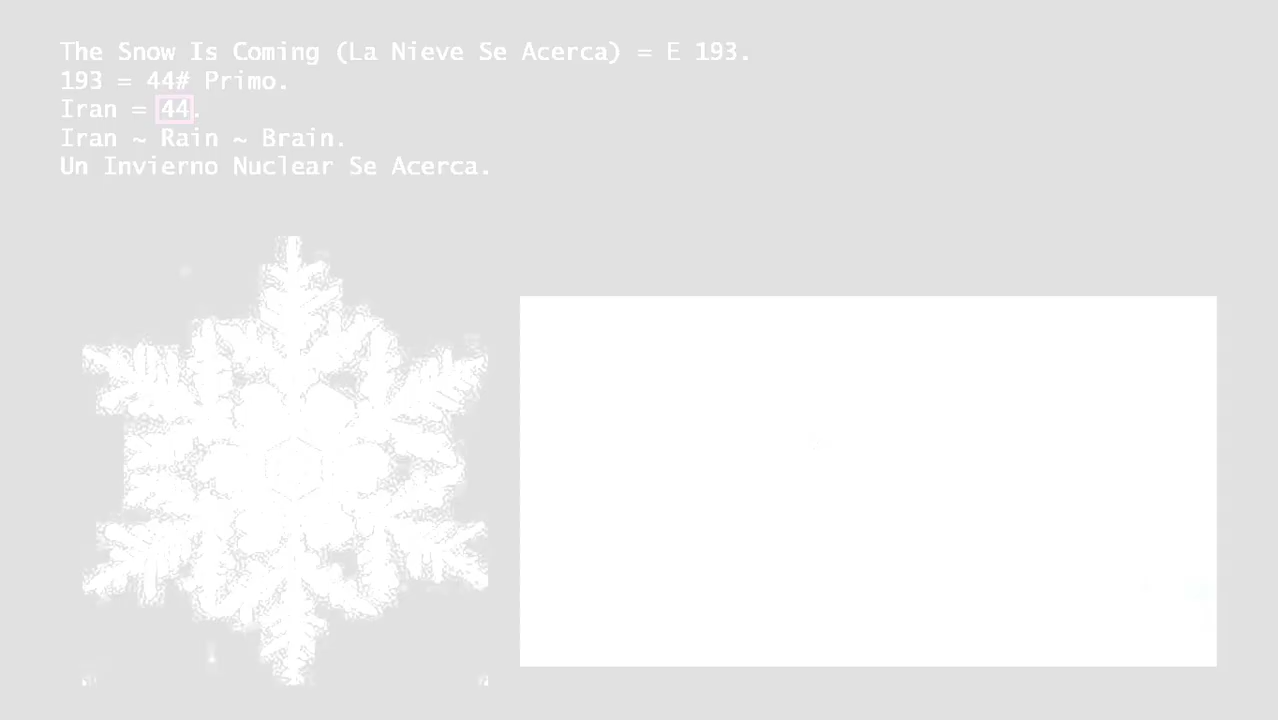 The Snow Is Coming (La Nieve Se Acerca) = E 193.
193 = 44# Primo.
Iran = 44.
Iran ~ Rain ~ Brain.
Un Invierno Nuclear Se Acerca.